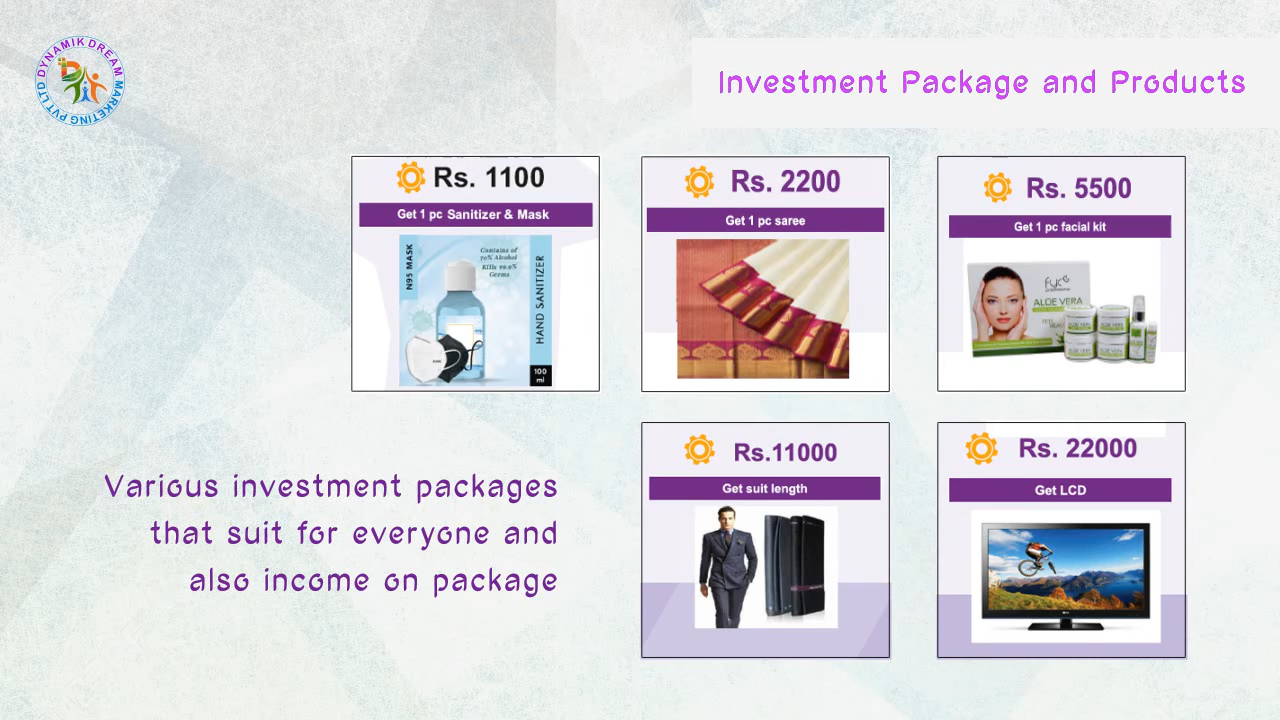 DYNAMIK DREAM MARKETING PVT LTD
Investment Package and Products
Rs. 1100
Get 1 pc Sanitizer & Mask
N95 MASK
Contains of
70% Alcohol
Kills 99.9%
Germs
HAND SANITIZER
100
ml
Rs. 2200
Get 1 pc saree
Rs. 5500
Get 1 pc facial kit
ALOE VERA
Various investment packages
that suit for everyone and
also income on package
Rs.11000
Get suit length
Rs. 22000
Get LCD